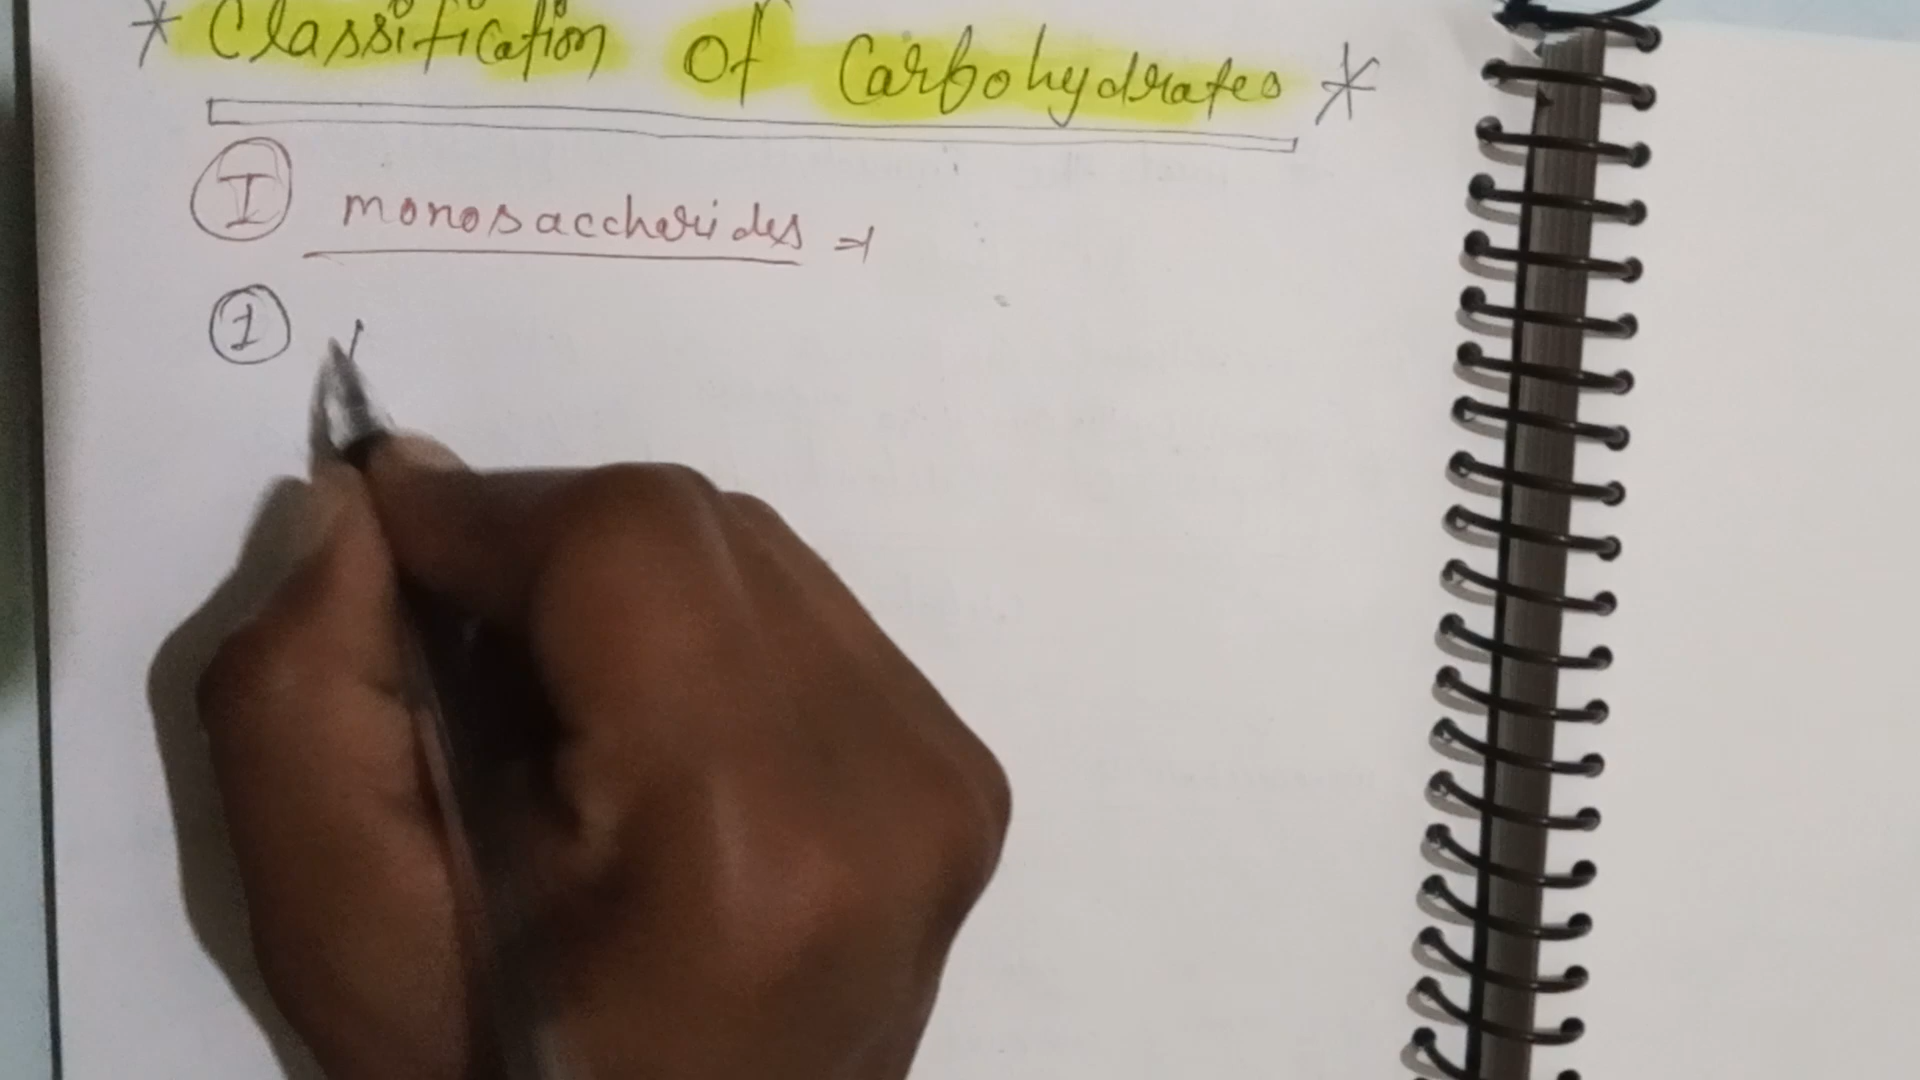 * Classification Of Carbohydrates *
I monosaccharides →
1